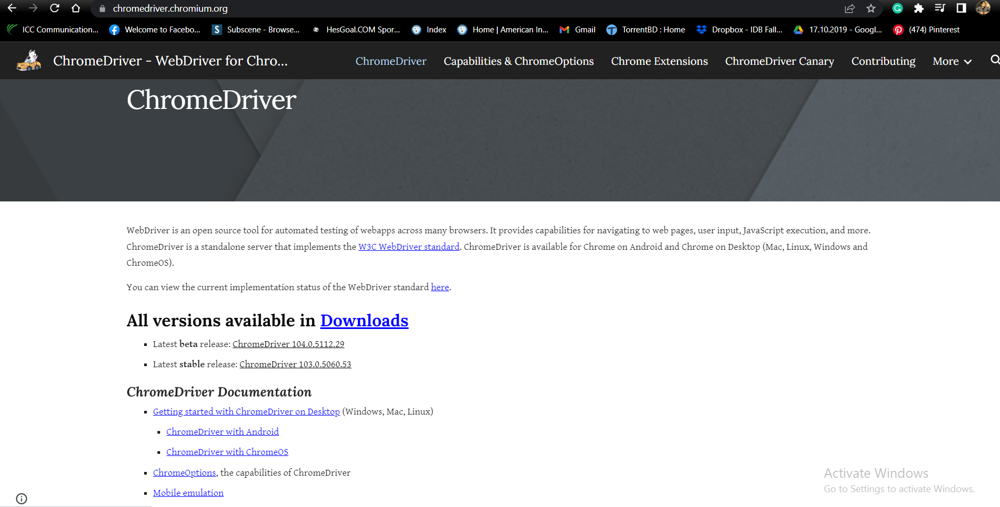 chromedriver.chromium.org
ICC Communication... Welcome to Facebo... Subscene - Browse... HesGoal.COM Spor... Index Home | American In... Gmail TorrentBD : Home Dropbox - IDB Fall... 17.10.2019 - Googl... (474) Pinterest
ChromeDriver - WebDriver for Chro... ChromeDriver Capabilities & ChromeOptions Chrome Extensions ChromeDriver Canary Contributing More
ChromeDriver
WebDriver is an open source tool for automated testing of webapps across many browsers. It provides capabilities for navigating to web pages, user input, JavaScript execution, and more.
ChromeDriver is a standalone server that implements the W3C WebDriver standard. ChromeDriver is available for Chrome on Android and Chrome on Desktop (Mac, Linux, Windows and
ChromeOS).
You can view the current implementation status of the WebDriver standard here.
All versions available in Downloads
Latest beta release: ChromeDriver 104.0.5112.29
Latest stable release: ChromeDriver 103.0.5060.53
ChromeDriver Documentation
Getting started with ChromeDriver on Desktop (Windows, Mac, Linux)
ChromeDriver with Android
ChromeDriver with ChromeOS
ChromeOptions, the capabilities of ChromeDriver
Mobile emulation
Activate Windows
Go to Settings to activate Windows.